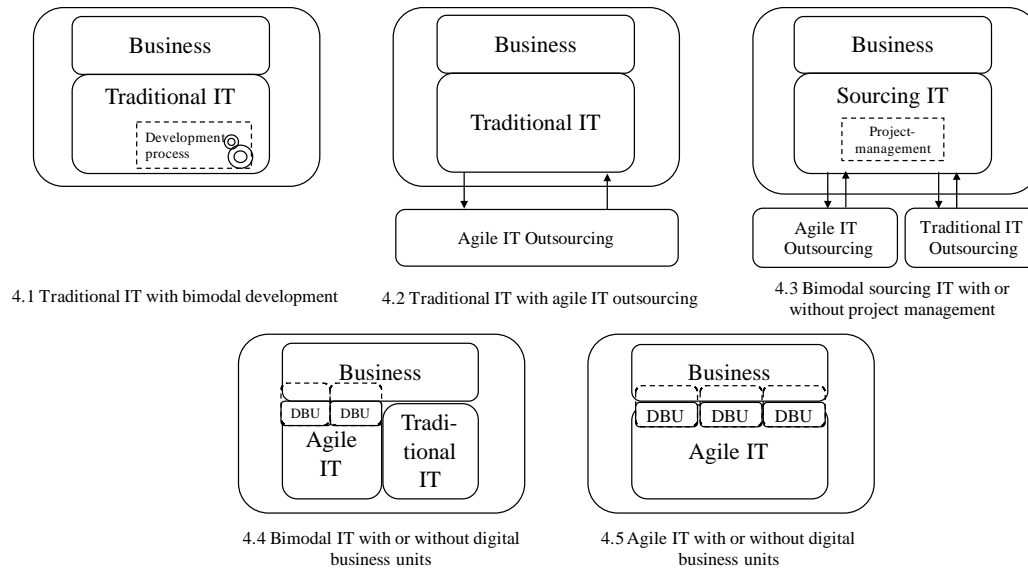 Business
Traditional IT
Development
process
4.1 Traditional IT with bimodal development
Business
Traditional IT
Agile IT Outsourcing
4.2 Traditional IT with agile IT outsourcing
Business
Sourcing IT
Project-
management
Agile IT
Outsourcing
Traditional IT
Outsourcing
4.3 Bimodal sourcing IT with or
without project management
Business
DBU
DBU
Agile
IT
Tradi-
tional
IT
4.4 Bimodal IT with or without digital
business units
Business
DBU
DBU
DBU
Agile IT
4.5 Agile IT with or without digital
business units